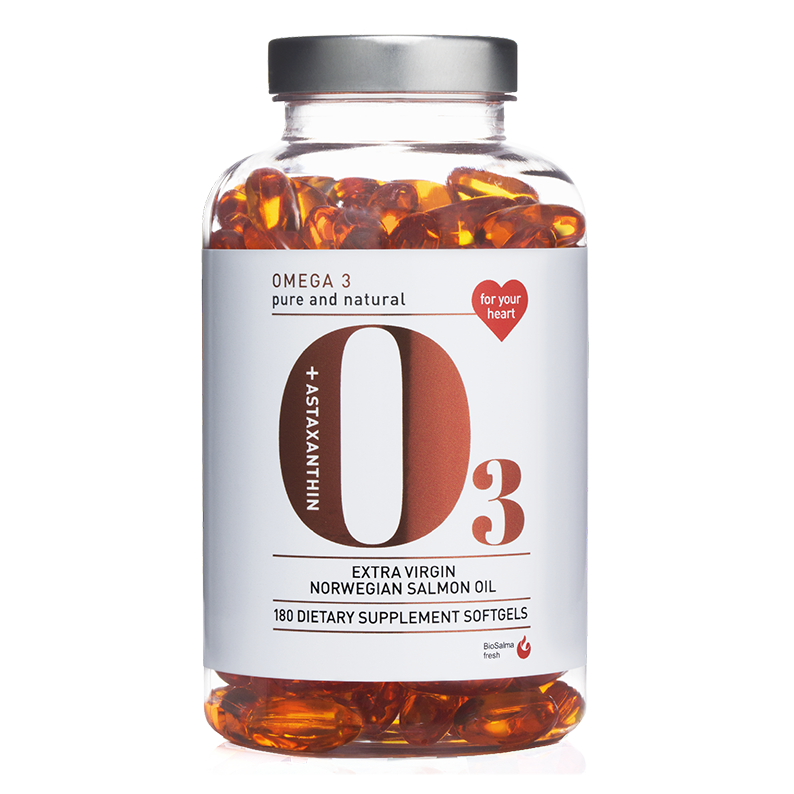 OMEGA 3
pure and natural
for your
heart
+ ASTAXANTHIN
O3
EXTRA VIRGIN
NORWEGIAN SALMON OIL
180 DIETARY SUPPLEMENT SOFTGELS
BioSalma
fresh